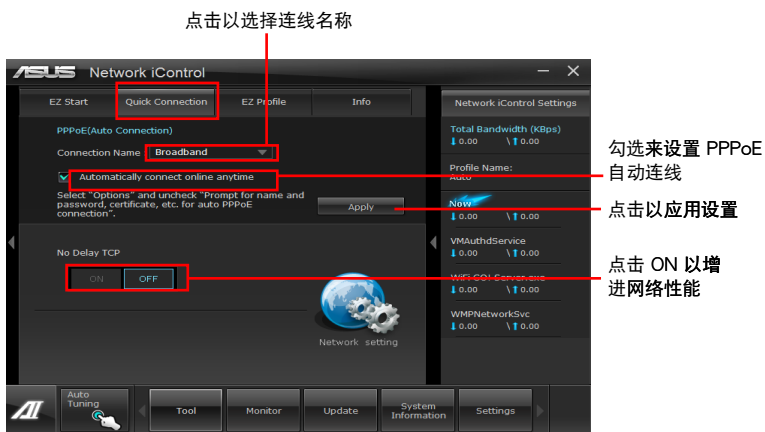 点击以选择连线名称
ASUS Network iControl
EZ Start Quick Connection EZ Profile Info
PPPoE(Auto Connection)
Connection Name : Broadband
Automatically connect online anytime
Select "Options" and uncheck "Prompt for name and
password, certificate, etc. for auto PPPoE
connection".
Apply
No Delay TCP
ON OFF
Network setting
Network iControl Settings
Total Bandwidth (KBps)
0.00 \ 0.00
Profile Name:
Auto
Now
0.00 \ 0.00
VMAuthdService
0.00 \ 0.00
WiFi GO! Server.exe
0.00 \ 0.00
WMPNetworkSvc
0.00 \ 0.00
勾选来设置 PPPoE
自动连线
点击以应用设置
点击 ON 以增
进网络性能
Auto
Tuning
Tool Monitor Update System
Information Settings